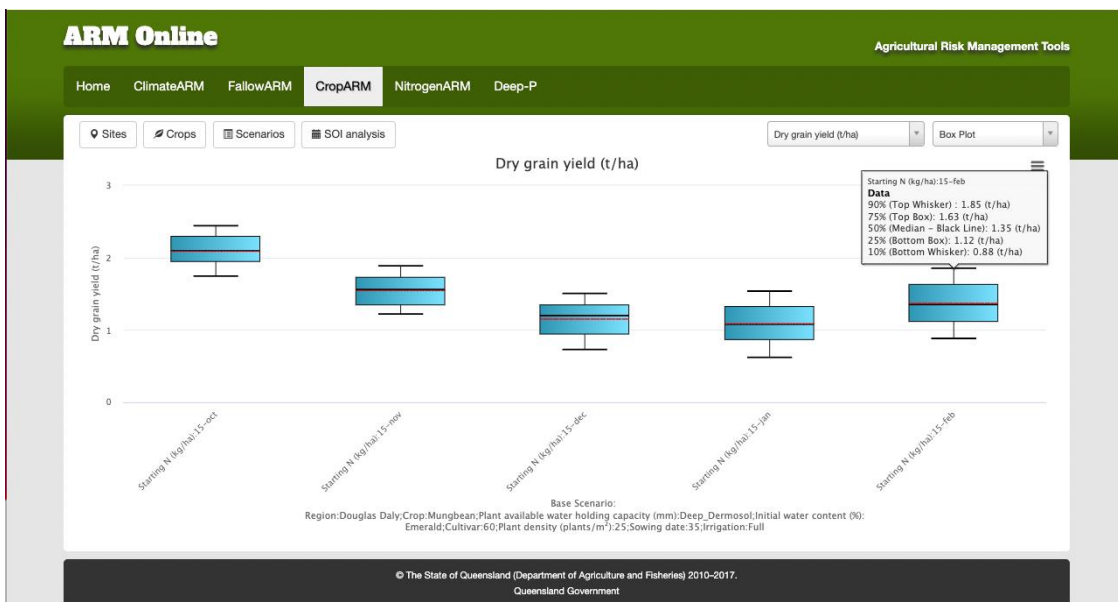 ARM Online
Agricultural Risk Management Tools
Home ClimateARM FallowARM CropARM NitrogenARM Deep-P
Sites Crops Scenarios SOI analysis Dry grain yield (t/ha) Box Plot
Dry grain yield (t/ha)
Starting N (kg/ha):15-feb
Data
90% (Top Whisker) : 1.85 (t/ha)
75% (Top Box): 1.63 (t/ha)
50% (Median - Black Line): 1.35 (t/ha)
25% (Bottom Box): 1.12 (t/ha)
10% (Bottom Whisker): 0.88 (t/ha)
3
2
1
0
Dry grain yield (t/ha)
Starting N (kg/ha):15-oct
Starting N (kg/ha):15-nov
Starting N (kg/ha):15-dec
Starting N (kg/ha):15-jan
Starting N (kg/ha):15-feb
Base Scenario:
Region:Douglas Daly;Crop:Mungbean;Plant available water holding capacity (mm):Deep_Dermosol;Initial water content (%):
Emerald;Cultivar:60;Plant density (plants/m²):25;Sowing date:35;Irrigation:Full
© The State of Queensland (Department of Agriculture and Fisheries) 2010–2017.
Queensland Government